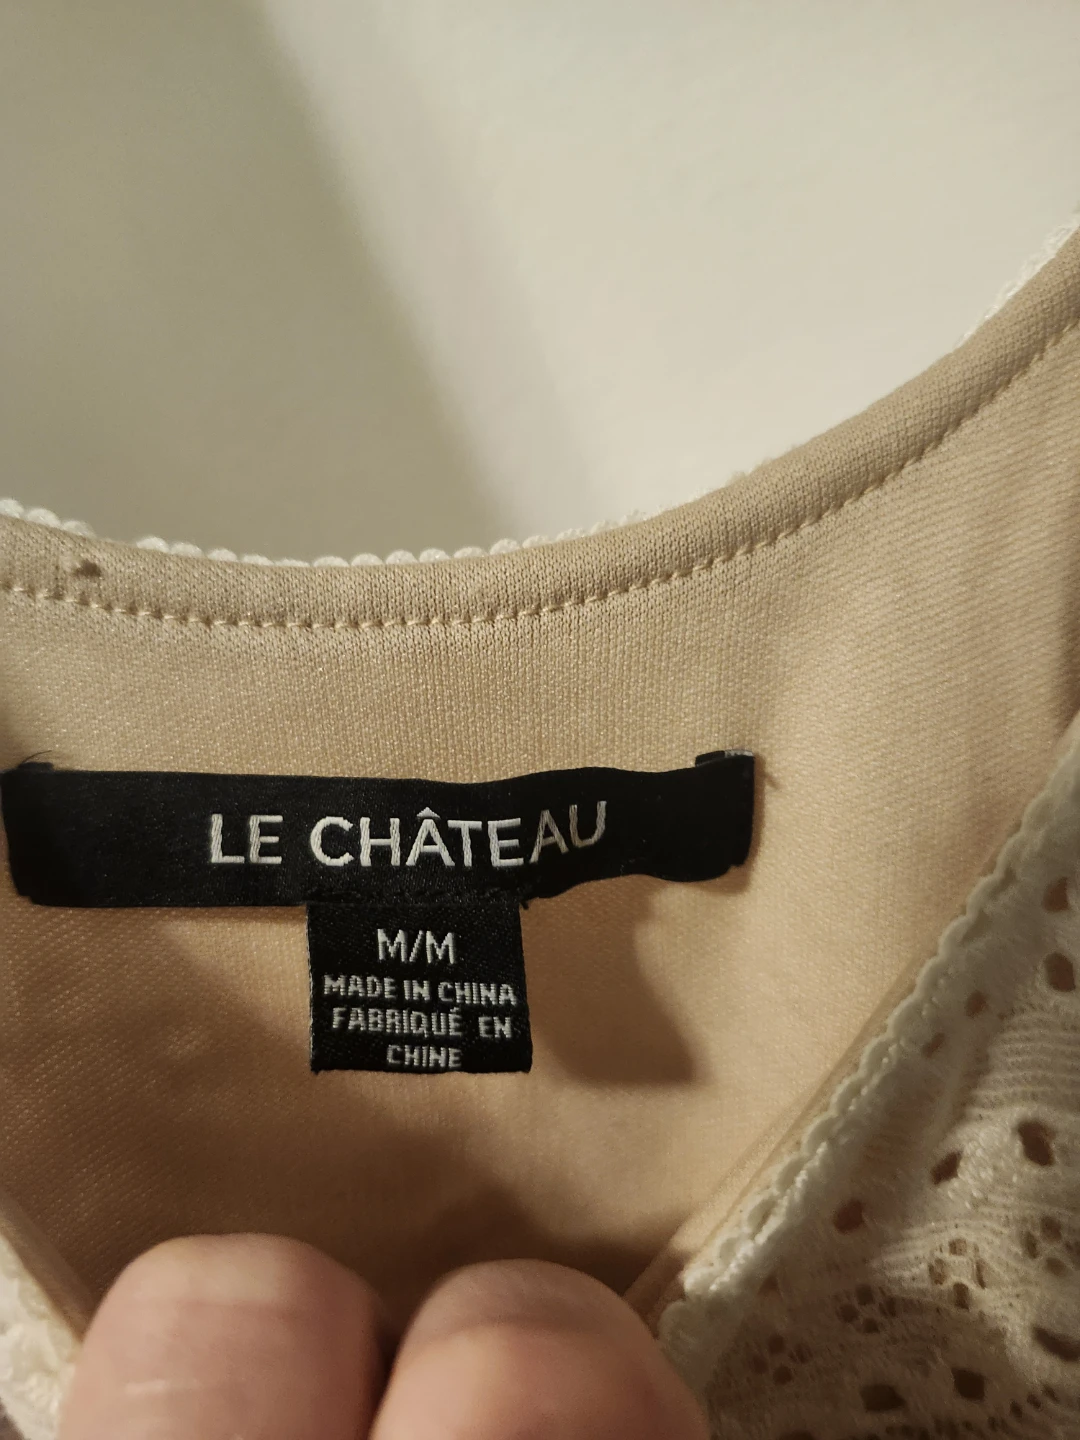 LE CHÂTEAU
M/M
MADE IN CHINA
FABRIQUÉ EN
CHINE